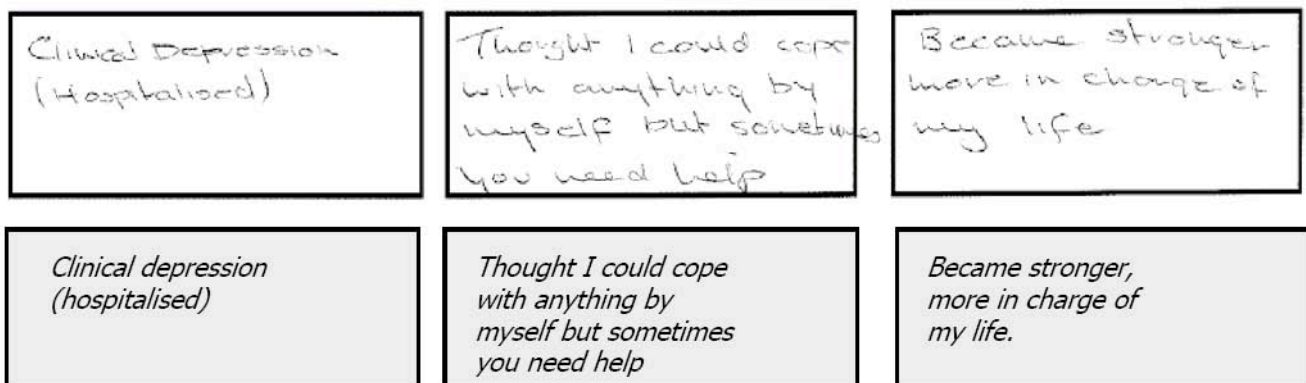 Clinical Depression
(Hospitalised)
Thought I could cope
with anything by
myself but sometimes
you need help
Became stronger
more in charge of
my life
Clinical depression
(hospitalised)
Thought I could cope
with anything by
myself but sometimes
you need help
Became stronger,
more in charge of
my life.